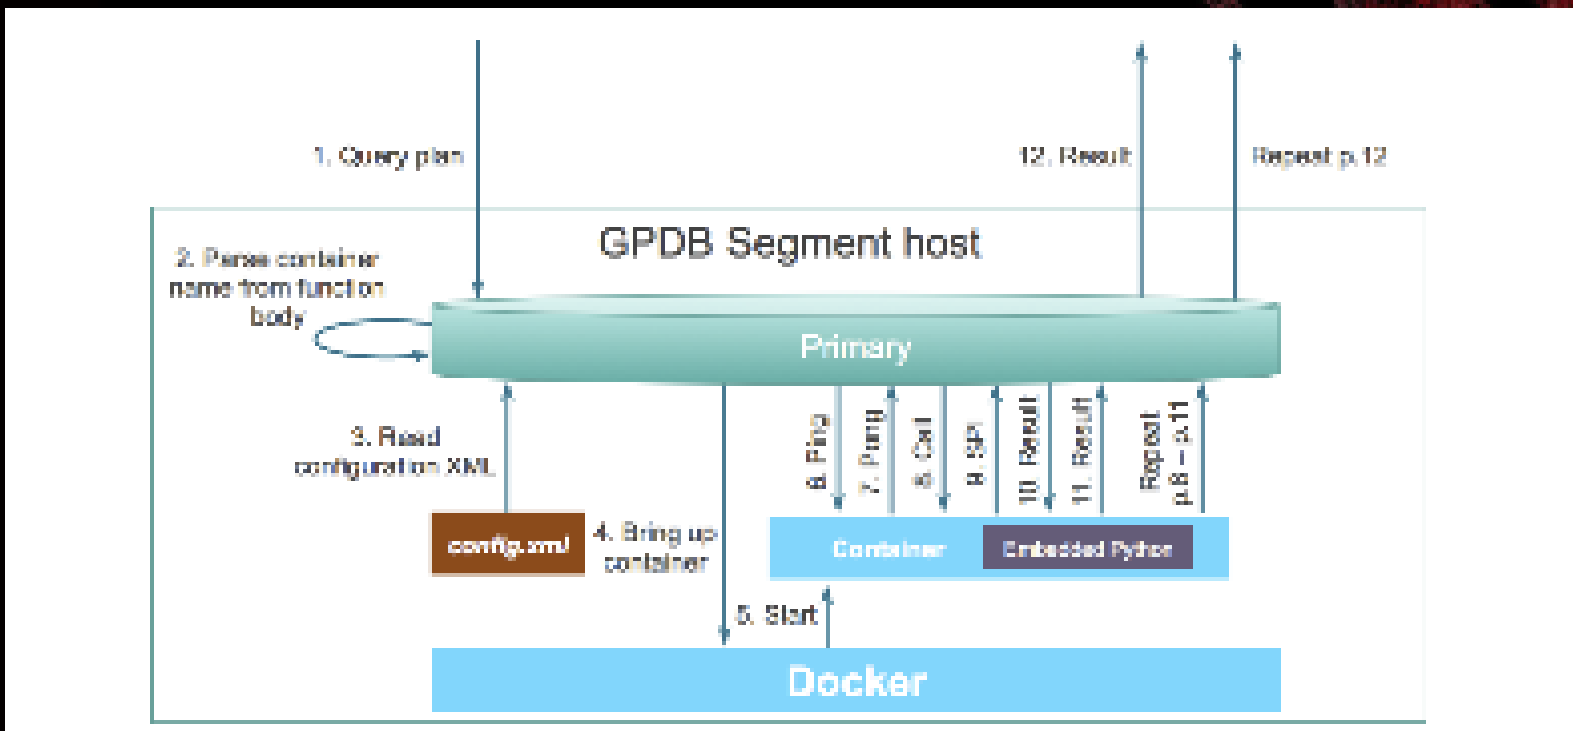 1. Query plan
12. Result
Repeat p.12
GPDB Segment host
2. Parse container
name from function
body
Primary
3. Read
configuration XML
6. Ping
7. Pong
8. Call
9. SPI
10. Result
11. Result
Repeat
p.8 – p.11
config.xml
4. Bring up
container
Container
Embedded Python
5. Start
Docker